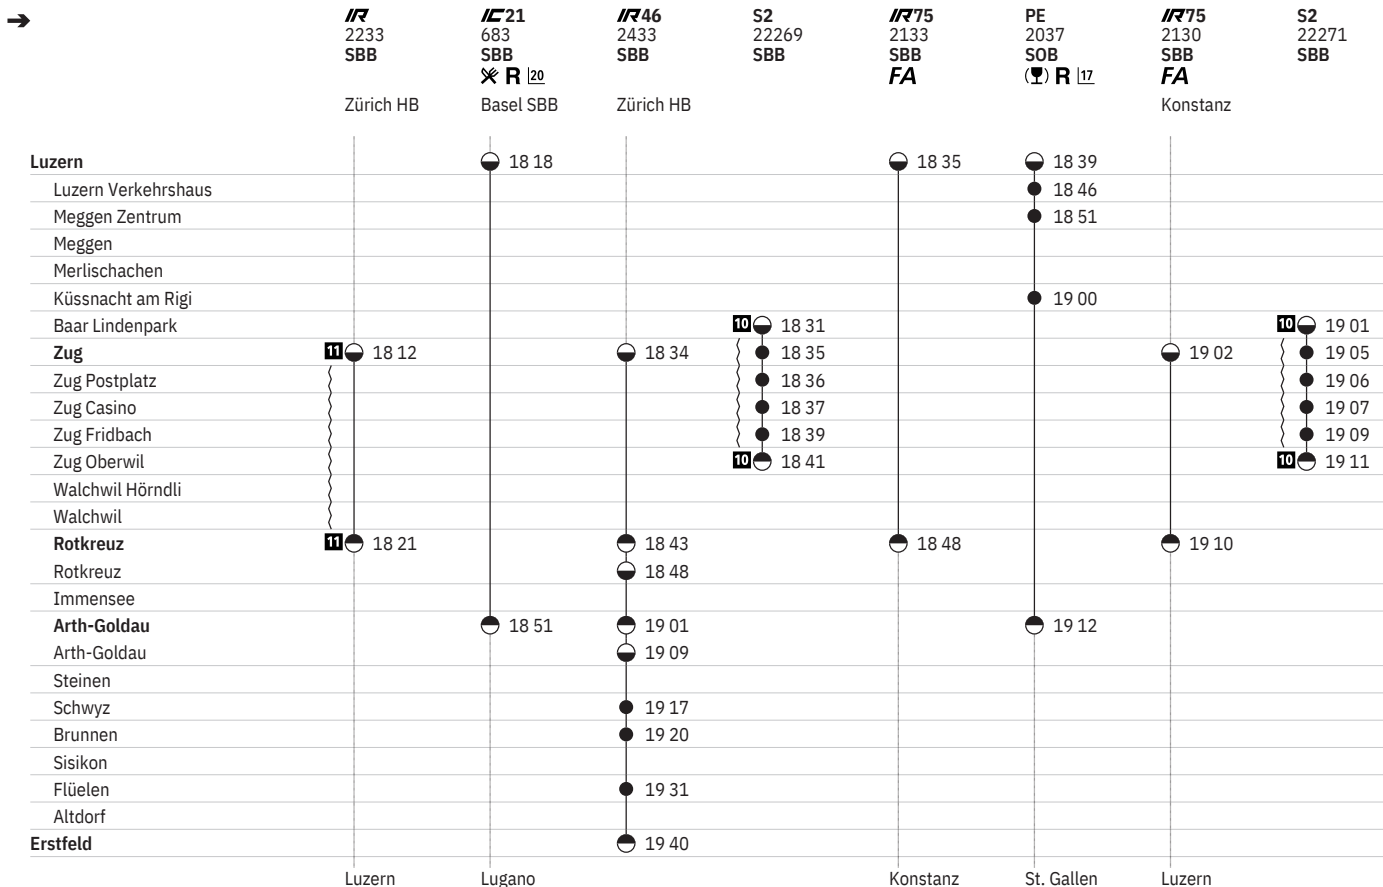 IR IC21 IR46 S2 IR75 PE IR75 S2
2233 683 2433 22269 2133 2037 2130 22271
SBB SBB SBB SBB SBB SOB SBB SBB
R 20 FA R 17 FA
Zürich HB Basel SBB Zürich HB Konstanz
Luzern 18 18 18 35 18 39
Luzern Verkehrshaus 18 46
Meggen Zentrum 18 51
Meggen
Merlischachen
Küssnacht am Rigi 19 00
Baar Lindenpark 10 18 31 10 19 01
Zug 11 18 12 18 34 18 35 19 02 19 05
Zug Postplatz 18 36 19 06
Zug Casino 18 37 19 07
Zug Fridbach 18 39 19 09
Zug Oberwil 10 18 41 10 19 11
Walchwil Hörndli
Walchwil
Rotkreuz 11 18 21 18 43 18 48 19 10
Rotkreuz 18 48
Immensee
Arth-Goldau 18 51 19 01 19 12
Arth-Goldau 19 09
Steinen
Schwyz 19 17
Brunnen 19 20
Sisikon
Flüelen 19 31
Altdorf
Erstfeld 19 40
Luzern Lugano Konstanz St. Gallen Luzern